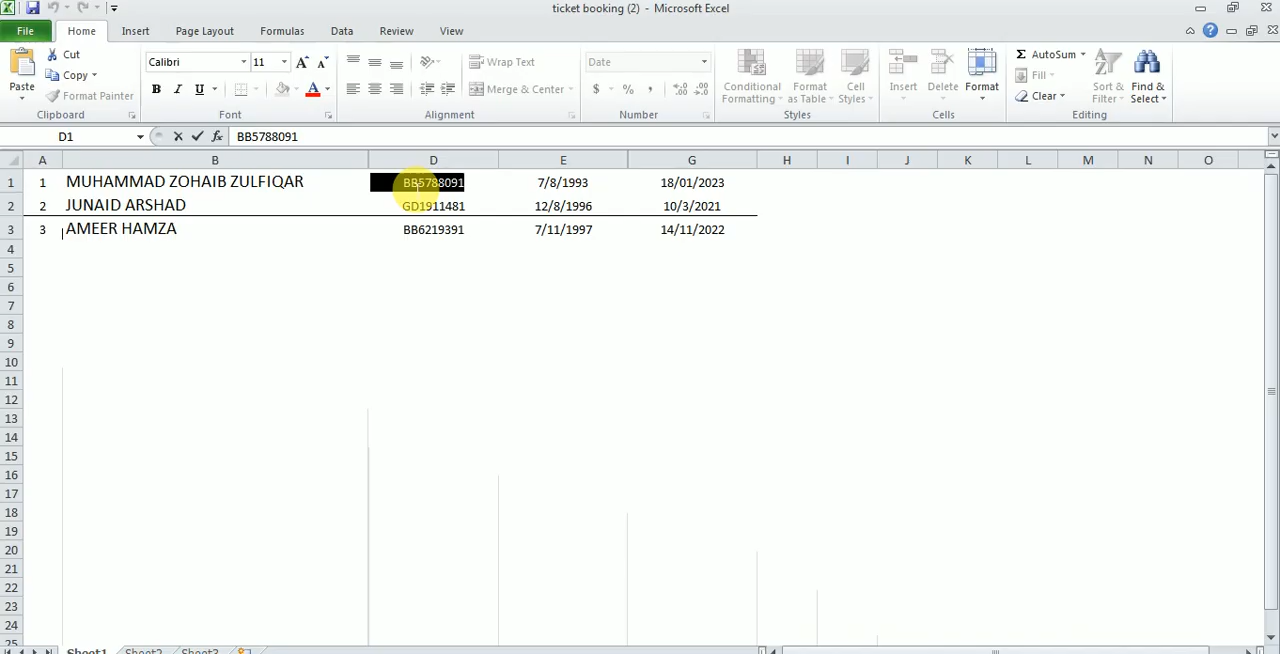 ticket booking (2) - Microsoft Excel
File Home Insert Page Layout Formulas Data Review View
Paste
Cut
Copy
Format Painter
Clipboard
Calibri 11
B I U
Font
Wrap Text
Merge & Center
Alignment
Date
$ % ,
Number
Conditional Formatting
Format as Table
Cell Styles
Styles
Insert Delete Format
Cells
AutoSum
Fill
Clear
Sort & Filter
Find & Select
Editing
D1 fx BB5788091
A B D E G H I J K L M N O
1 1 MUHAMMAD ZOHAIB ZULFIQAR BB5788091 7/8/1993 18/01/2023
2 2 JUNAID ARSHAD GD1911481 12/8/1996 10/3/2021
3 3 AMEER HAMZA BB6219391 7/11/1997 14/11/2022
4
5
6
7
8
9
10
11
12
13
14
15
16
17
18
19
20
21
22
23
24
25
Sheet1 Sheet2 Sheet3